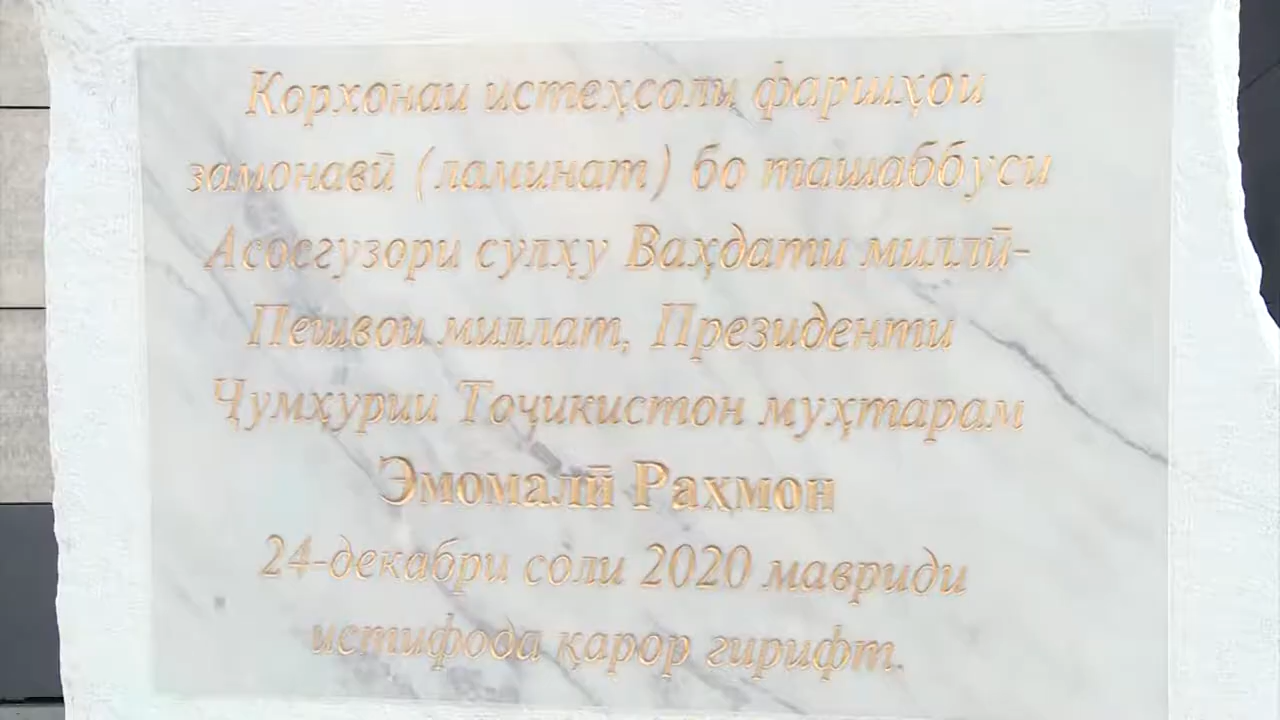 Корхонаи истеҳсоли фаршҳои
замонавӣ (ламинат) бо ташаббуси
Асосгузори сулҳу Ваҳдати миллӣ-
Пешвои миллат, Президенти
Ҷумҳурии Тоҷикистон муҳтарам
Эмомалӣ Раҳмон
24-декабри соли 2020 мавриди
истифода қарор гирифт.